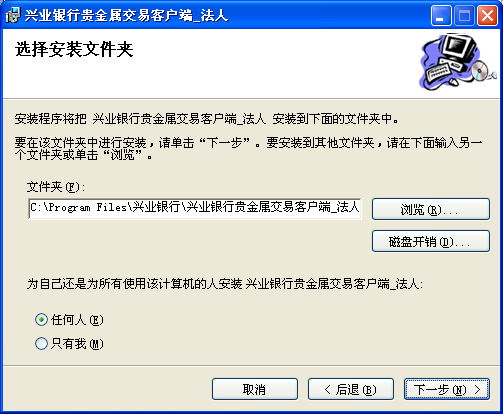 兴业银行贵金属交易客户端_法人
选择安装文件夹
安装程序将把 兴业银行贵金属交易客户端_法人 安装到下面的文件夹中。
要在该文件夹中进行安装，请单击“下一步”。要安装到其他文件夹，请在下面输入另一
个文件夹或单击“浏览”。
文件夹(F):
C:\Program Files\兴业银行\兴业银行贵金属交易客户端_法人
浏览(R)...
磁盘开销(D)...
为自己还是为所有使用该计算机的人安装 兴业银行贵金属交易客户端_法人:
任何人(E)
只有我(M)
取消
< 后退(B)
下一步(N) >